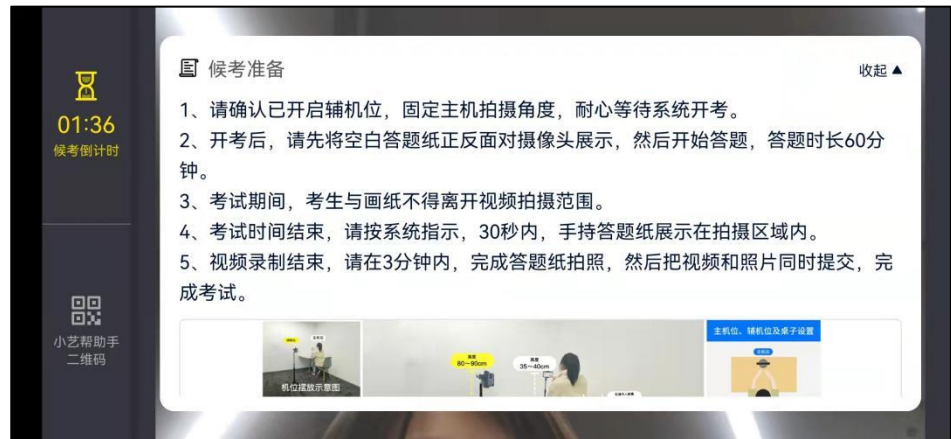 候考准备
收起▲
01:36
候考倒计时
1、请确认已开启辅机位，固定主机拍摄角度，耐心等待系统开考。
2、开考后，请先将空白答题纸正反面对摄像头展示，然后开始答题，答题时长60分
钟。
3、考试期间，考生与画纸不得离开视频拍摄范围。
4、考试时间结束，请按系统指示，30秒内，手持答题纸展示在拍摄区域内。
5、视频录制结束，请在3分钟内，完成答题纸拍照，然后把视频和照片同时提交，完
成考试。
小艺帮助手
二维码
机位摆放示意图
高度
80~90cm
高度
35~40cm
主机位、辅机位及桌子设置